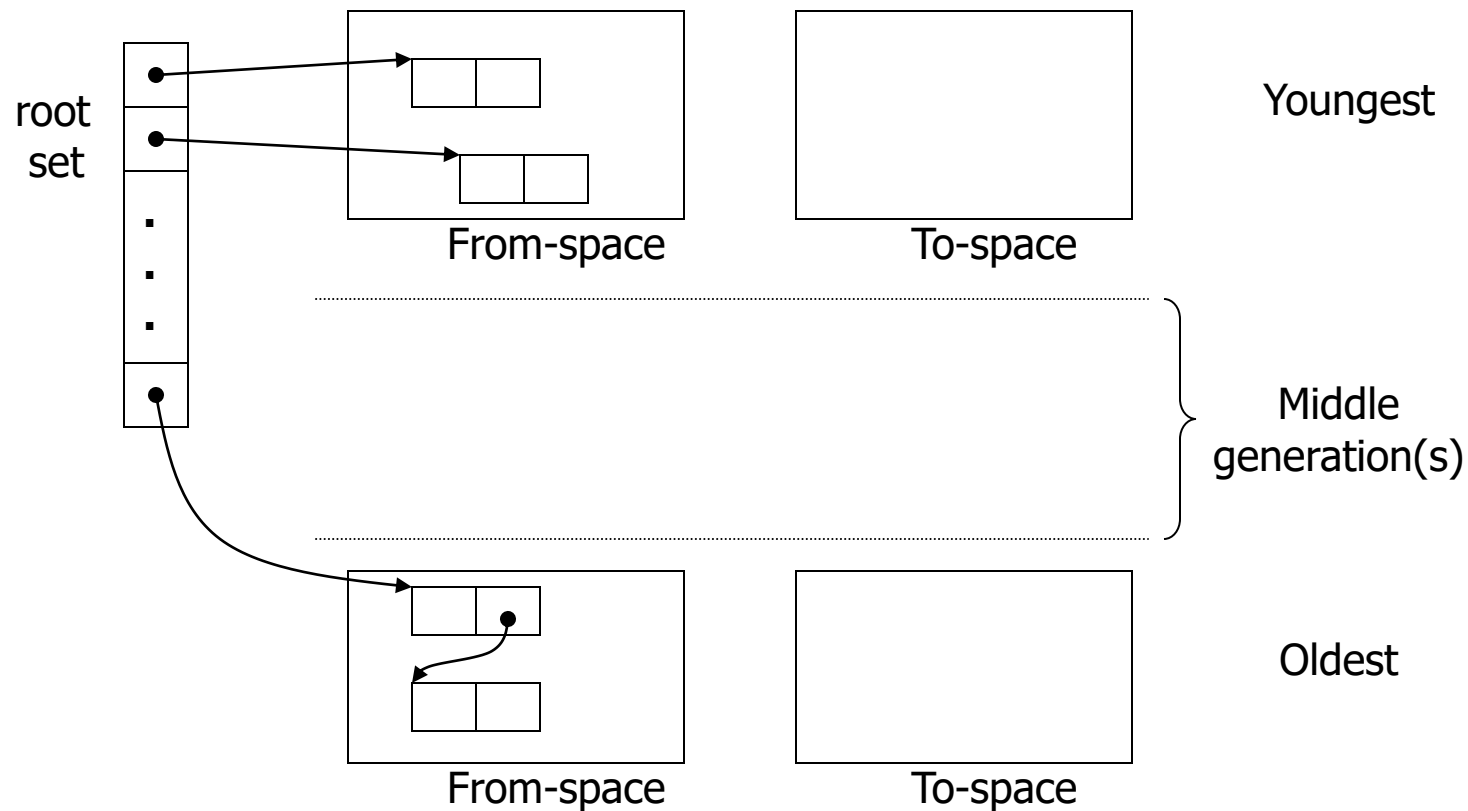 root
set
Youngest
From-space
To-space
Middle
generation(s)
Oldest
From-space
To-space